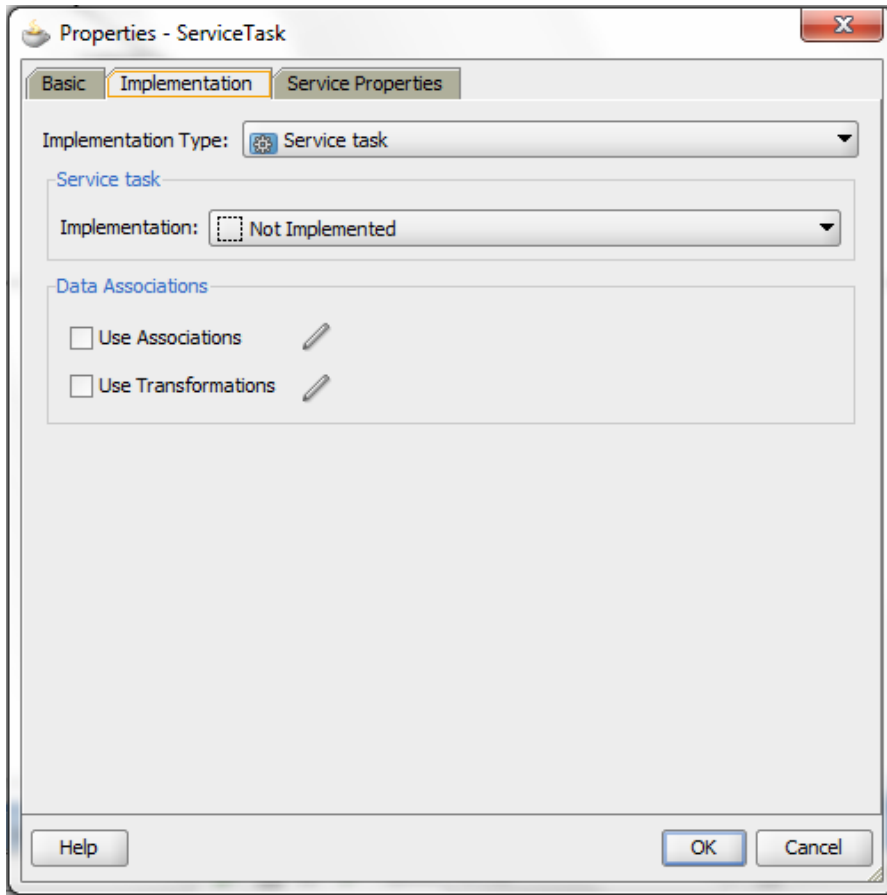 Properties - ServiceTask
X
Basic Implementation Service Properties
Implementation Type: Service task
Service task
Implementation: Not Implemented
Data Associations
Use Associations
Use Transformations
Help OK Cancel